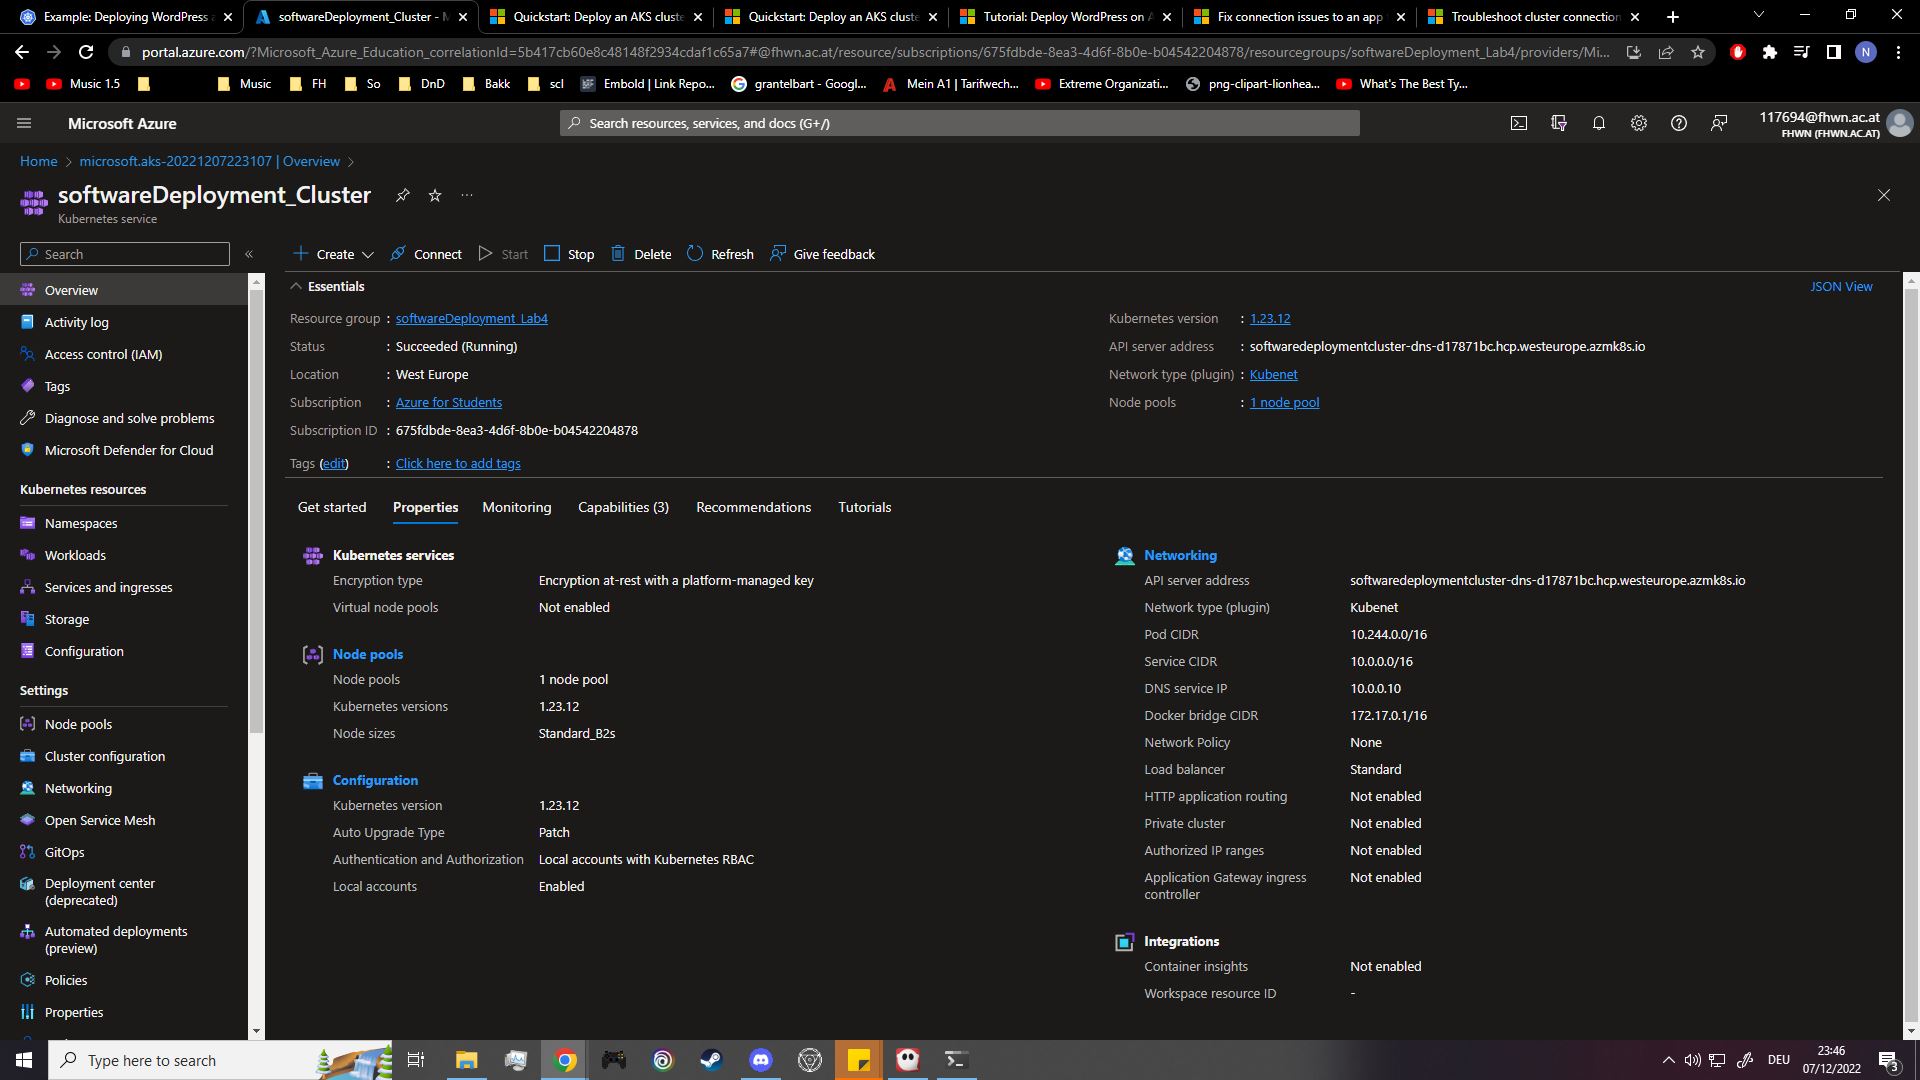 Example: Deploying WordPress a
softwareDeployment_Cluster - M
Quickstart: Deploy an AKS cluste
Quickstart: Deploy an AKS cluste
Tutorial: Deploy WordPress on A
Fix connection issues to an app
Troubleshoot cluster connection
portal.azure.com/?Microsoft_Azure_Education_correlationId=5b417cb60e8c48148f2934cdaf1c65a7#@fhwn.ac.at/resource/subscriptions/675fdbde-8ea3-4d6f-8b0e-b04542204878/resourcegroups/softwareDeployment_Lab4/providers/Mi...
N
Music 1.5
Music
FH
So
DnD
Bakk
scl
Embold | Link Repo...
grantelbart - Googl...
Mein A1 | Tarifwech...
Extreme Organizati...
png-clipart-lionhea...
What's The Best Ty...
Microsoft Azure
Search resources, services, and docs (G+/)
117694@fhwn.ac.at
FHWN (FHWN.AC.AT)
Home > microsoft.aks-20221207223107 | Overview >
softwareDeployment_Cluster
Kubernetes service
Search
Create
Connect
Start
Stop
Delete
Refresh
Give feedback
Overview
Activity log
Access control (IAM)
Tags
Diagnose and solve problems
Microsoft Defender for Cloud
Kubernetes resources
Namespaces
Workloads
Services and ingresses
Storage
Configuration
Settings
Node pools
Cluster configuration
Networking
Open Service Mesh
GitOps
Deployment center
(deprecated)
Automated deployments
(preview)
Policies
Properties
Essentials
JSON View
Resource group : softwareDeployment_Lab4
Status : Succeeded (Running)
Location : West Europe
Subscription : Azure for Students
Subscription ID : 675fdbde-8ea3-4d6f-8b0e-b04542204878
Tags (edit) : Click here to add tags
Kubernetes version : 1.23.12
API server address : softwaredeploymentcluster-dns-d17871bc.hcp.westeurope.azmk8s.io
Network type (plugin) : Kubenet
Node pools : 1 node pool
Get started
Properties
Monitoring
Capabilities (3)
Recommendations
Tutorials
Kubernetes services
Encryption type Encryption at-rest with a platform-managed key
Virtual node pools Not enabled
Node pools
Node pools 1 node pool
Kubernetes versions 1.23.12
Node sizes Standard_B2s
Configuration
Kubernetes version 1.23.12
Auto Upgrade Type Patch
Authentication and Authorization Local accounts with Kubernetes RBAC
Local accounts Enabled
Networking
API server address softwaredeploymentcluster-dns-d17871bc.hcp.westeurope.azmk8s.io
Network type (plugin) Kubenet
Pod CIDR 10.244.0.0/16
Service CIDR 10.0.0.0/16
DNS service IP 10.0.0.10
Docker bridge CIDR 172.17.0.1/16
Network Policy None
Load balancer Standard
HTTP application routing Not enabled
Private cluster Not enabled
Authorized IP ranges Not enabled
Application Gateway ingress Not enabled
controller
Integrations
Container insights Not enabled
Workspace resource ID -
Type here to search
DEU
23:46
07/12/2022
3